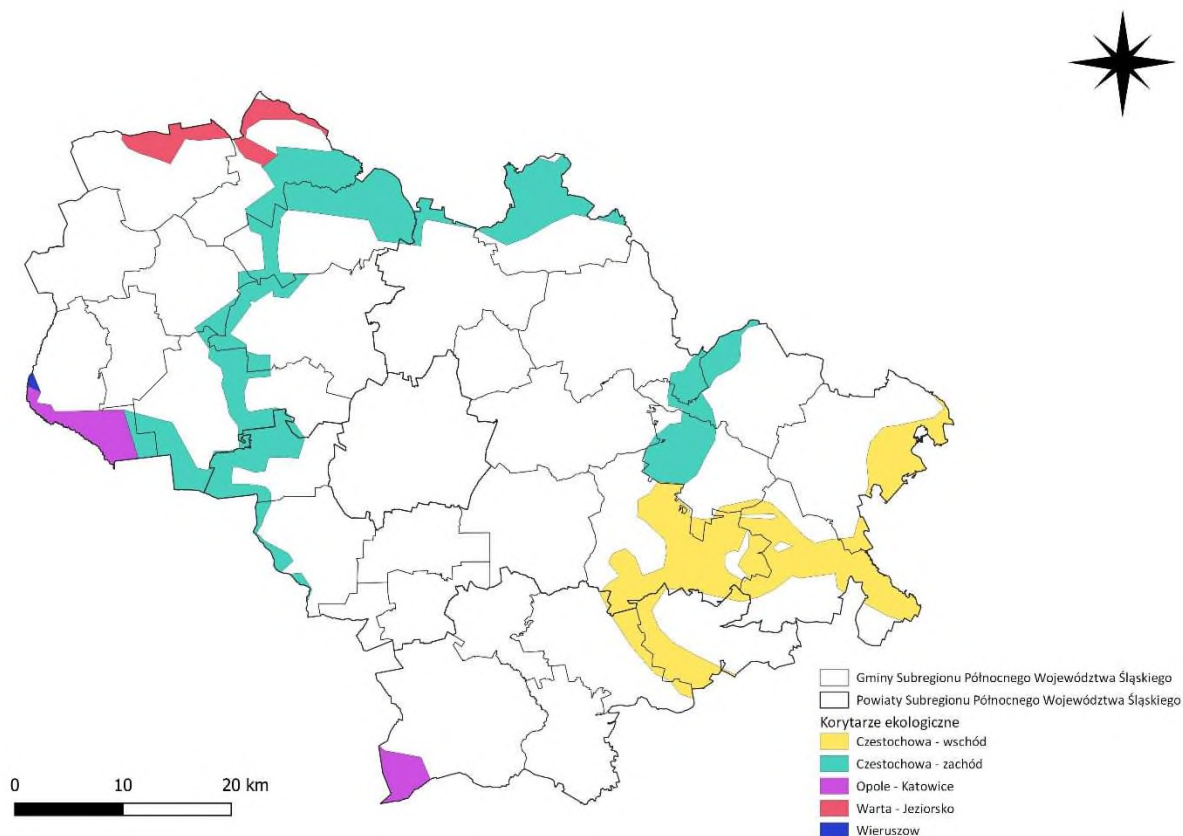 Gminy Subregionu Północnego Województwa Śląskiego
Powiaty Subregionu Północnego Województwa Śląskiego
Korytarze ekologiczne
Czestochowa - wschód
Czestochowa - zachód
Opole - Katowice
Warta - Jeziorsko
Wieruszow
0 10 20 km